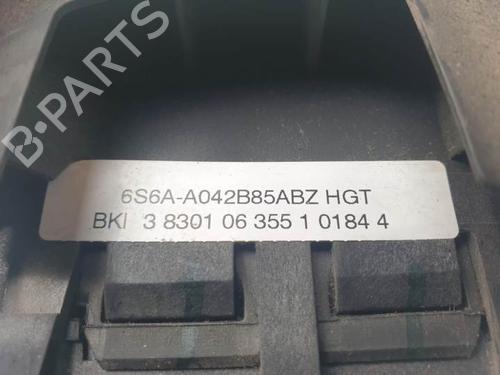 B-PARTS
6S6A-A042B85ABZ HGT
BKI 3 8301 06 355 1 0184 4